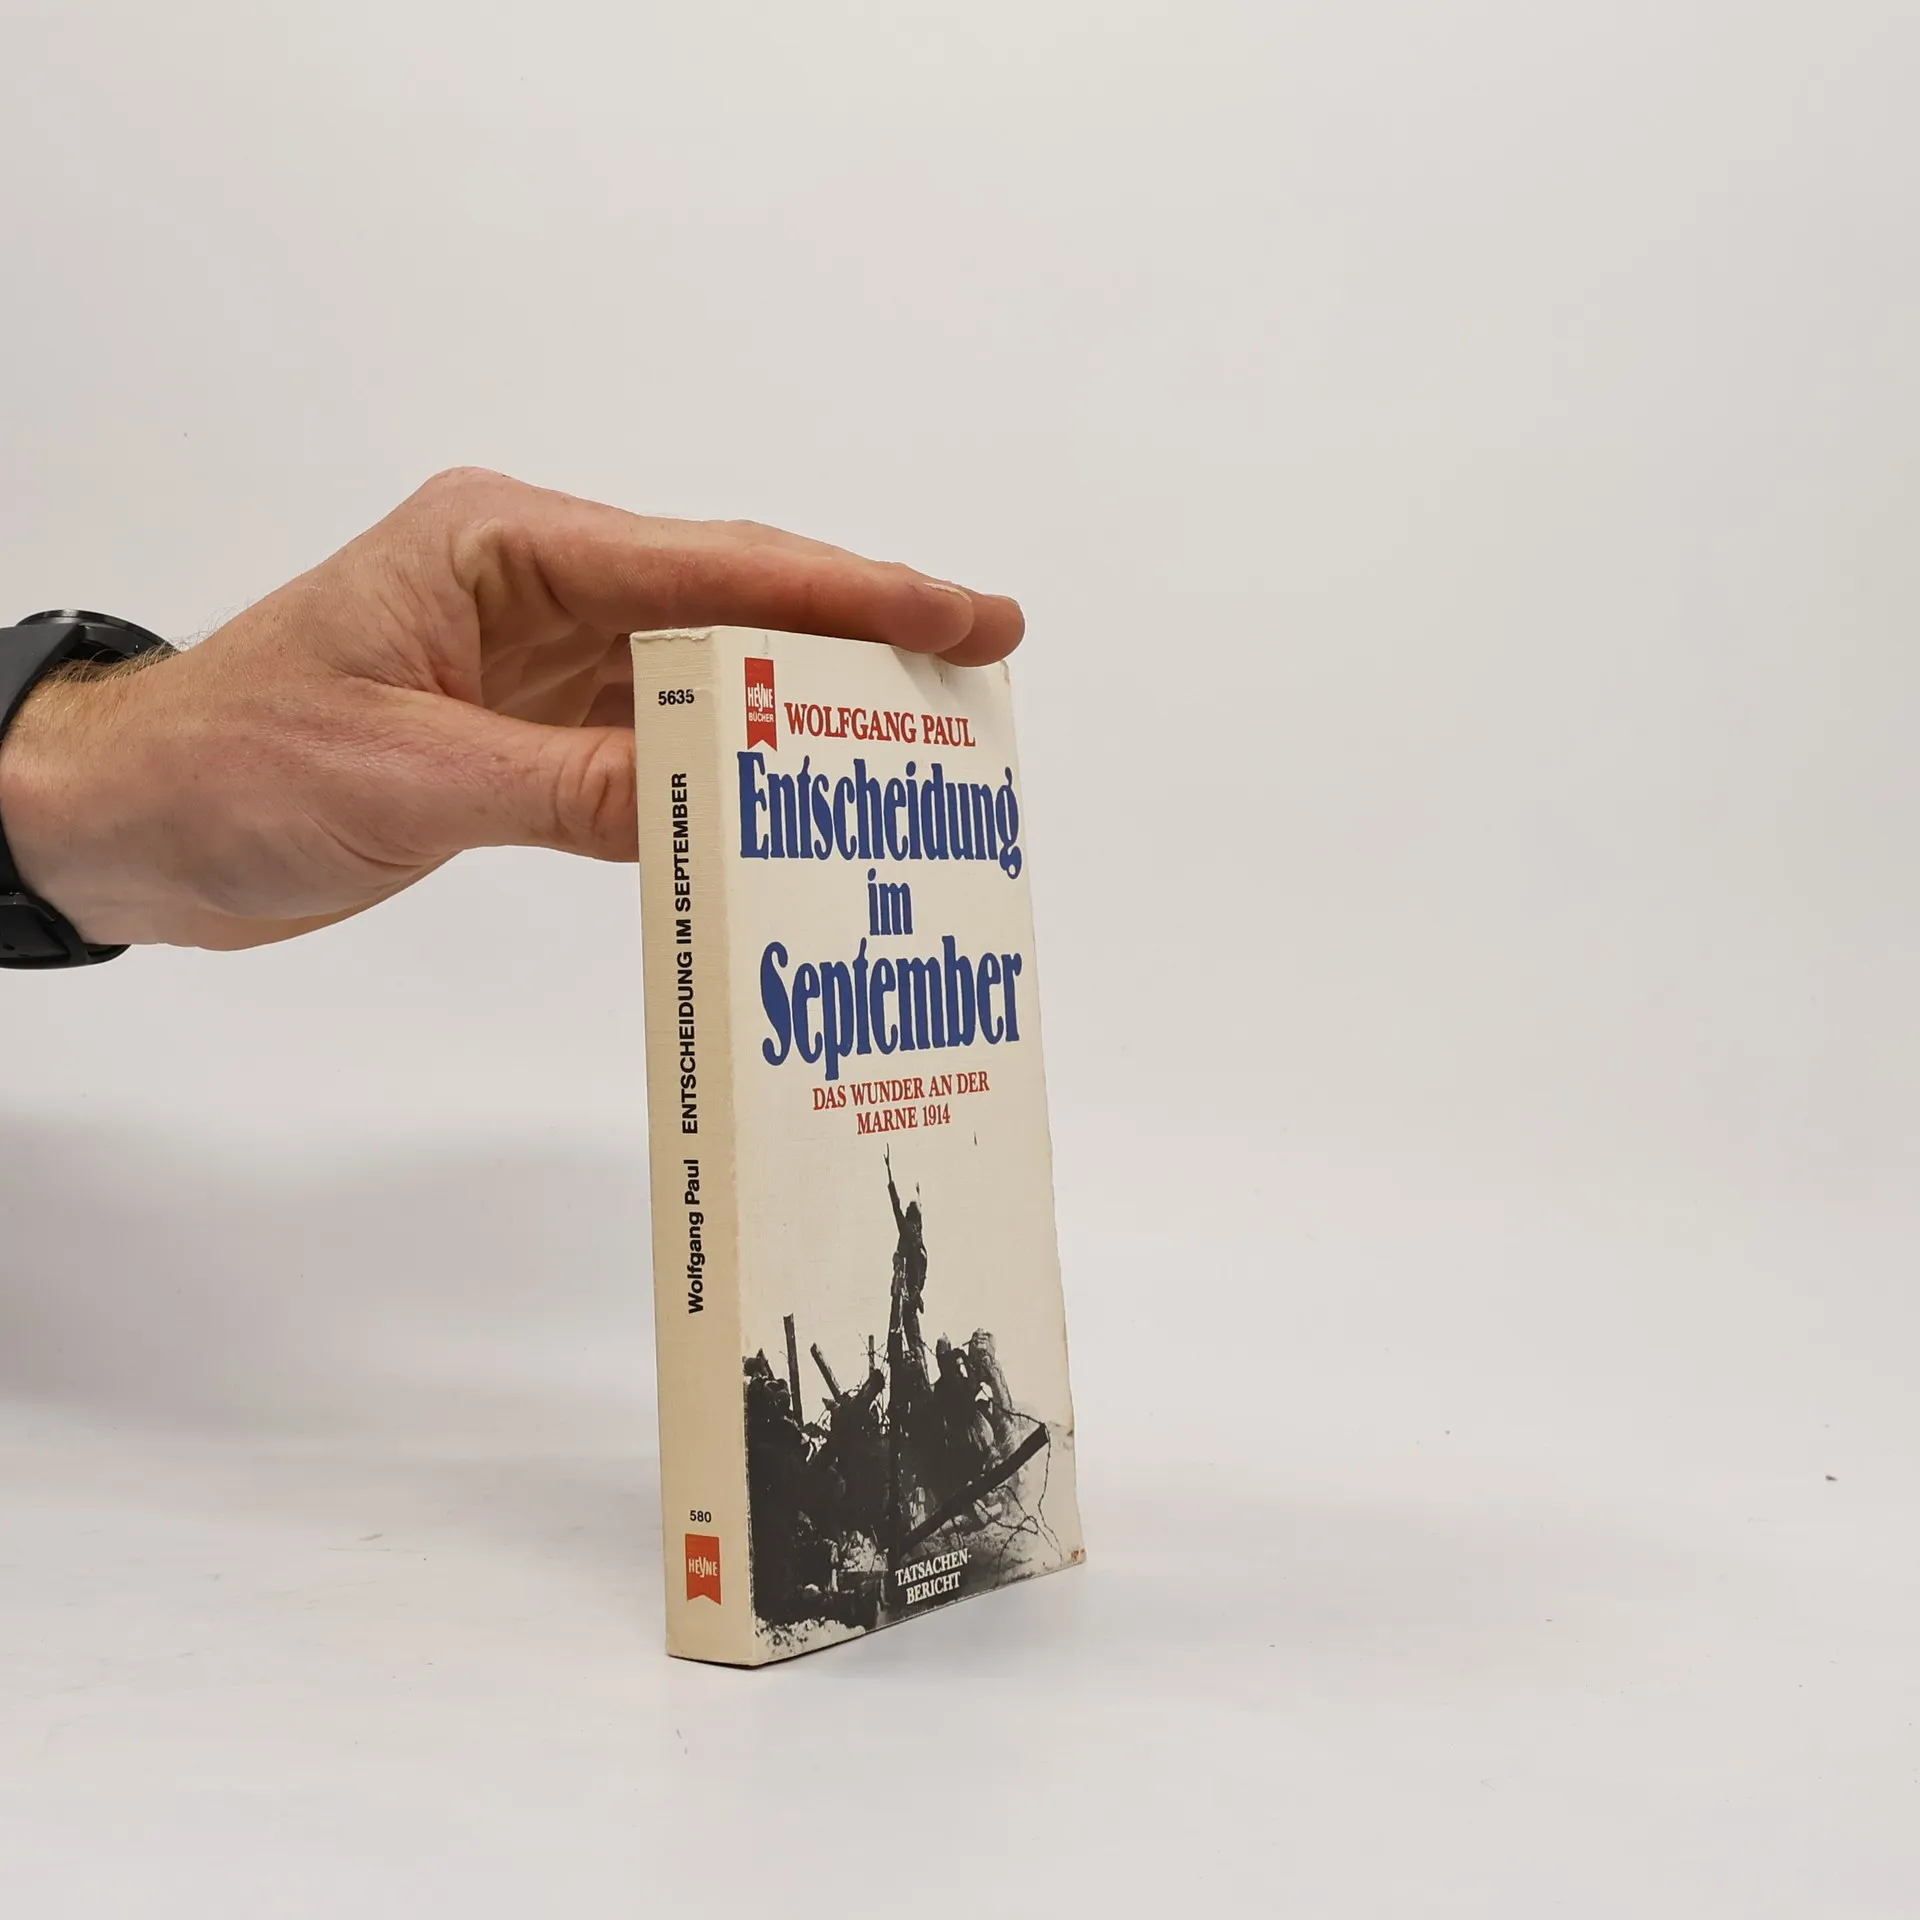 5635
Wolfgang Paul ENTSCHEIDUNG IM SEPTEMBER
580
HEYNE
HEYNE
BÜCHER
WOLFGANG PAUL
Entscheidung
im
September
DAS WUNDER AN DER
MARNE 1914
TATSACHEN-
BERICHT